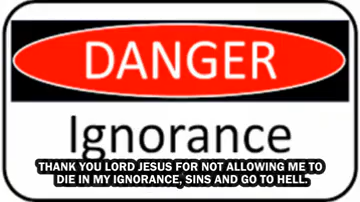 DANGER
Ignorance
THANK YOU LORD JESUS FOR NOT ALLOWING ME TO
DIE IN MY IGNORANCE, SINS AND GO TO HELL.